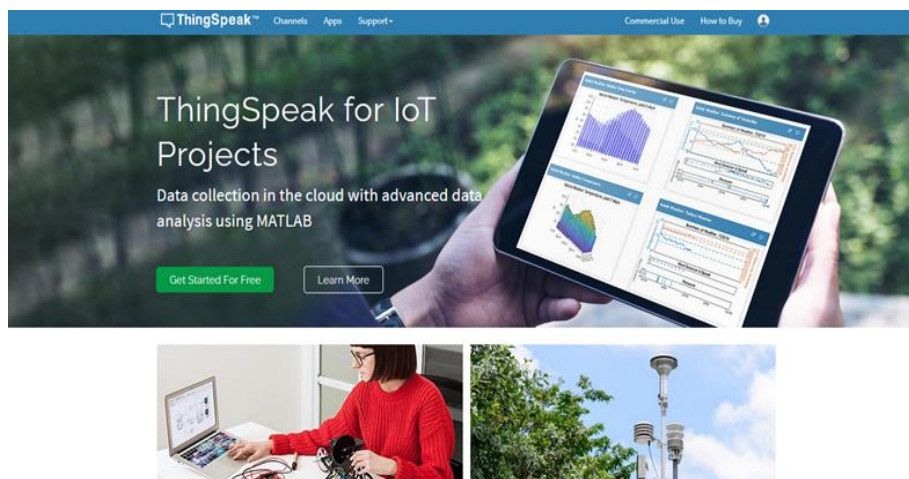 ThingSpeak™ Channels Apps Support Commercial Use How to Buy
ThingSpeak for IoT
Projects
Data collection in the cloud with advanced data
analysis using MATLAB
Get Started For Free Learn More